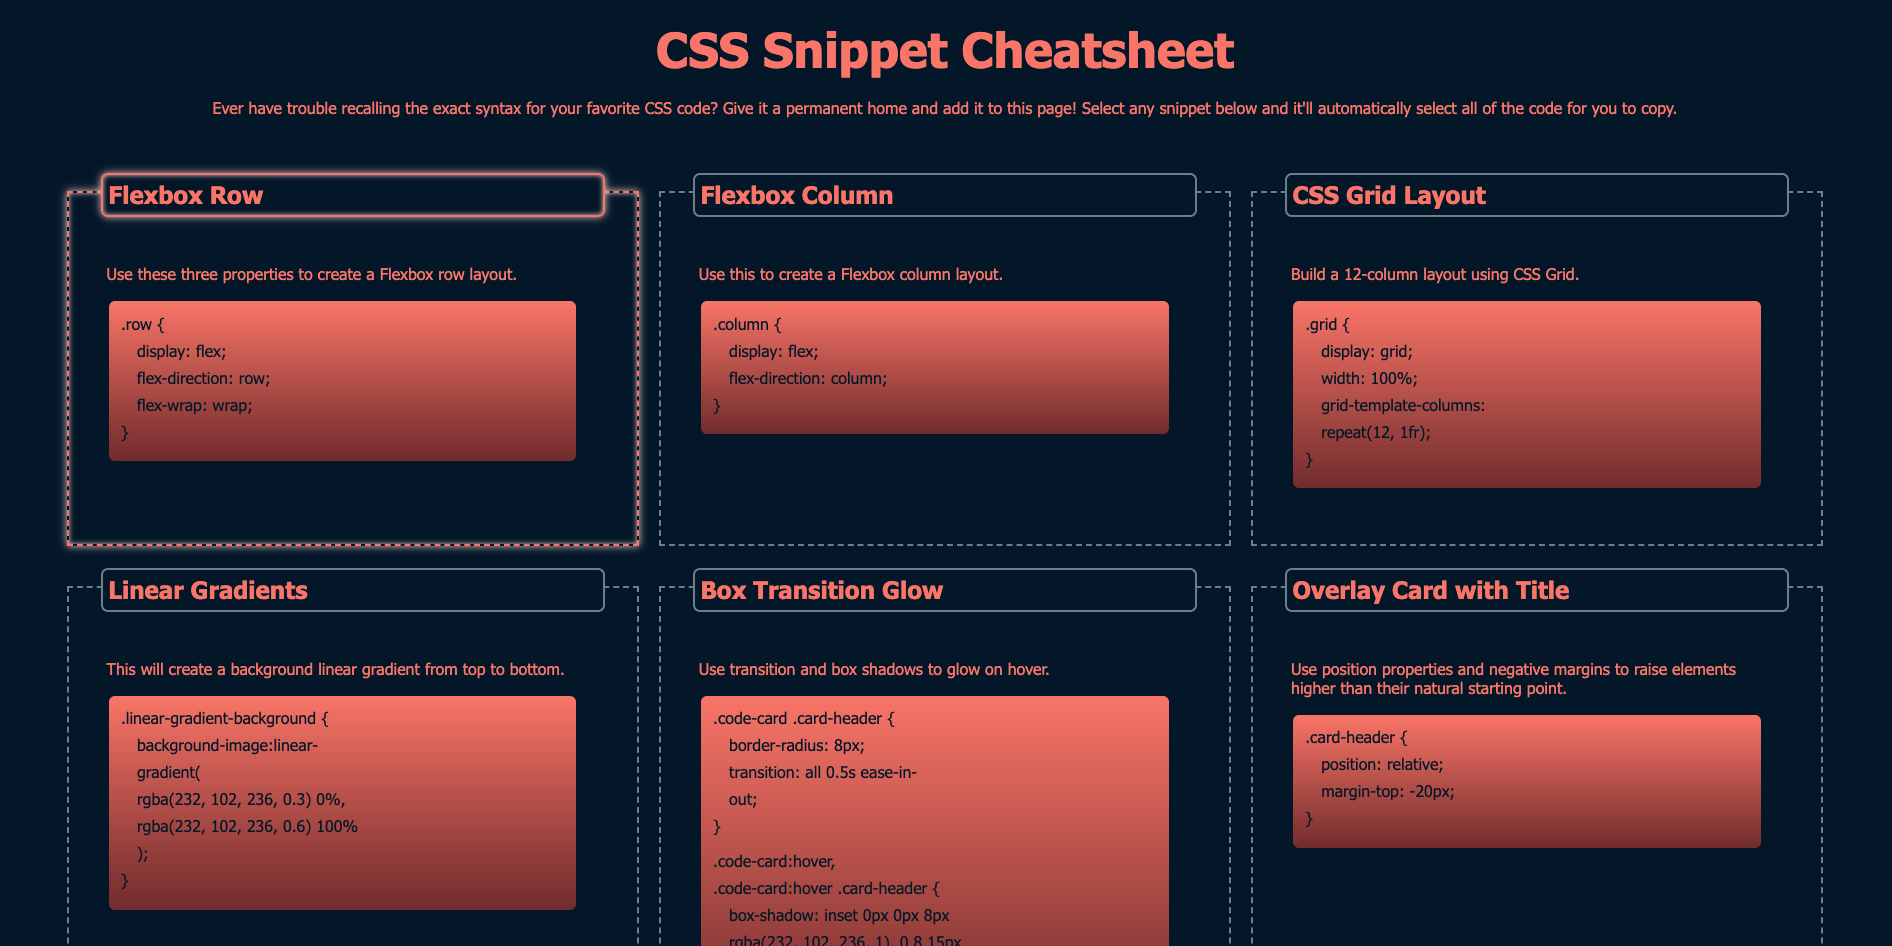 CSS Snippet Cheatsheet
Ever have trouble recalling the exact syntax for your favorite CSS code? Give it a permanent home and add it to this page! Select any snippet below and it'll automatically select all of the code for you to copy.
Flexbox Row
Use these three properties to create a Flexbox row layout.
.row {
display: flex;
flex-direction: row;
flex-wrap: wrap;
}
Flexbox Column
Use this to create a Flexbox column layout.
.column {
display: flex;
flex-direction: column;
}
CSS Grid Layout
Build a 12-column layout using CSS Grid.
.grid {
display: grid;
width: 100%;
grid-template-columns:
repeat(12, 1fr);
}
Linear Gradients
This will create a background linear gradient from top to bottom.
.linear-gradient-background {
background-image:linear-
gradient(
rgba(232, 102, 236, 0.3) 0%,
rgba(232, 102, 236, 0.6) 100%
);
}
Box Transition Glow
Use transition and box shadows to glow on hover.
.code-card .card-header {
border-radius: 8px;
transition: all 0.5s ease-in-
out;
}
.code-card:hover,
.code-card:hover .card-header {
box-shadow: inset 0px 0px 8px
rgba(232, 102, 236, 1), 0 8 15px
Overlay Card with Title
Use position properties and negative margins to raise elements
higher than their natural starting point.
.card-header {
position: relative;
margin-top: -20px;
}